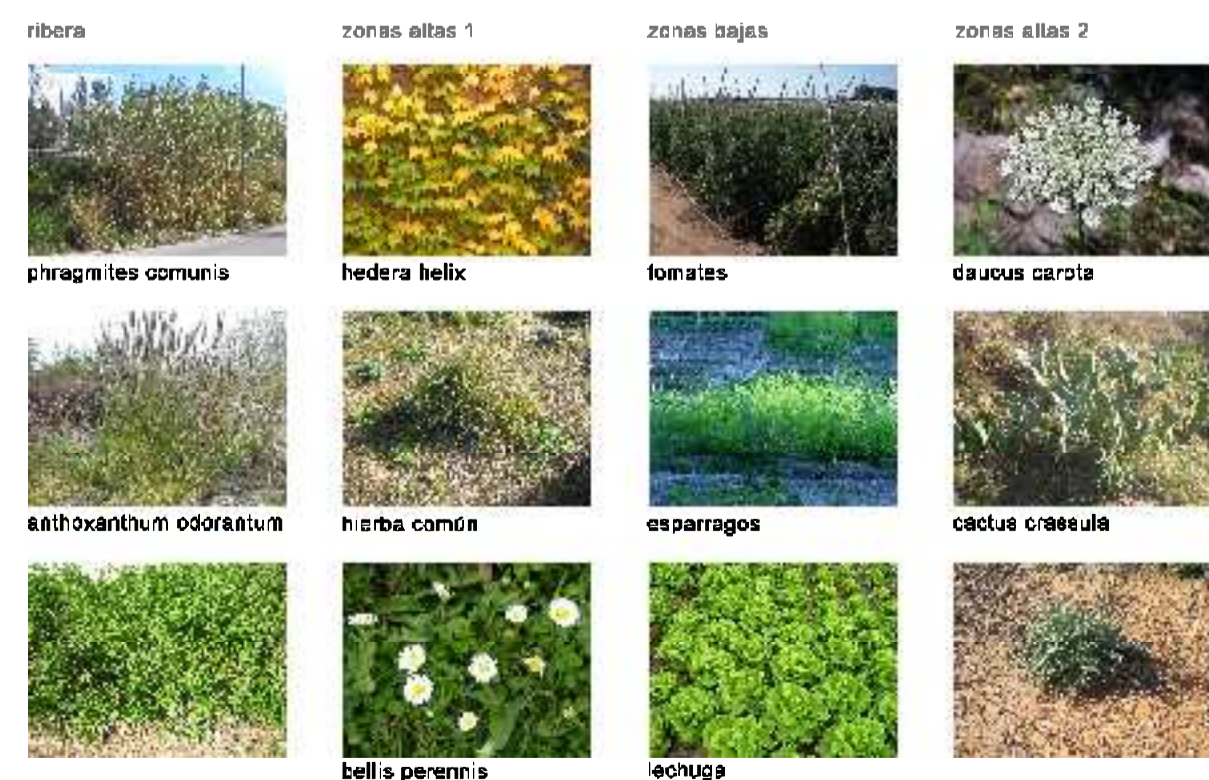 ribera
zonas altas 1
zonas bajas
zonas altas 2
phragmites comunis
hedera helix
tomates
daucus carota
anthoxanthum odorantum
hierba común
esparragos
cactus crassula
bellis perennis
lechuga